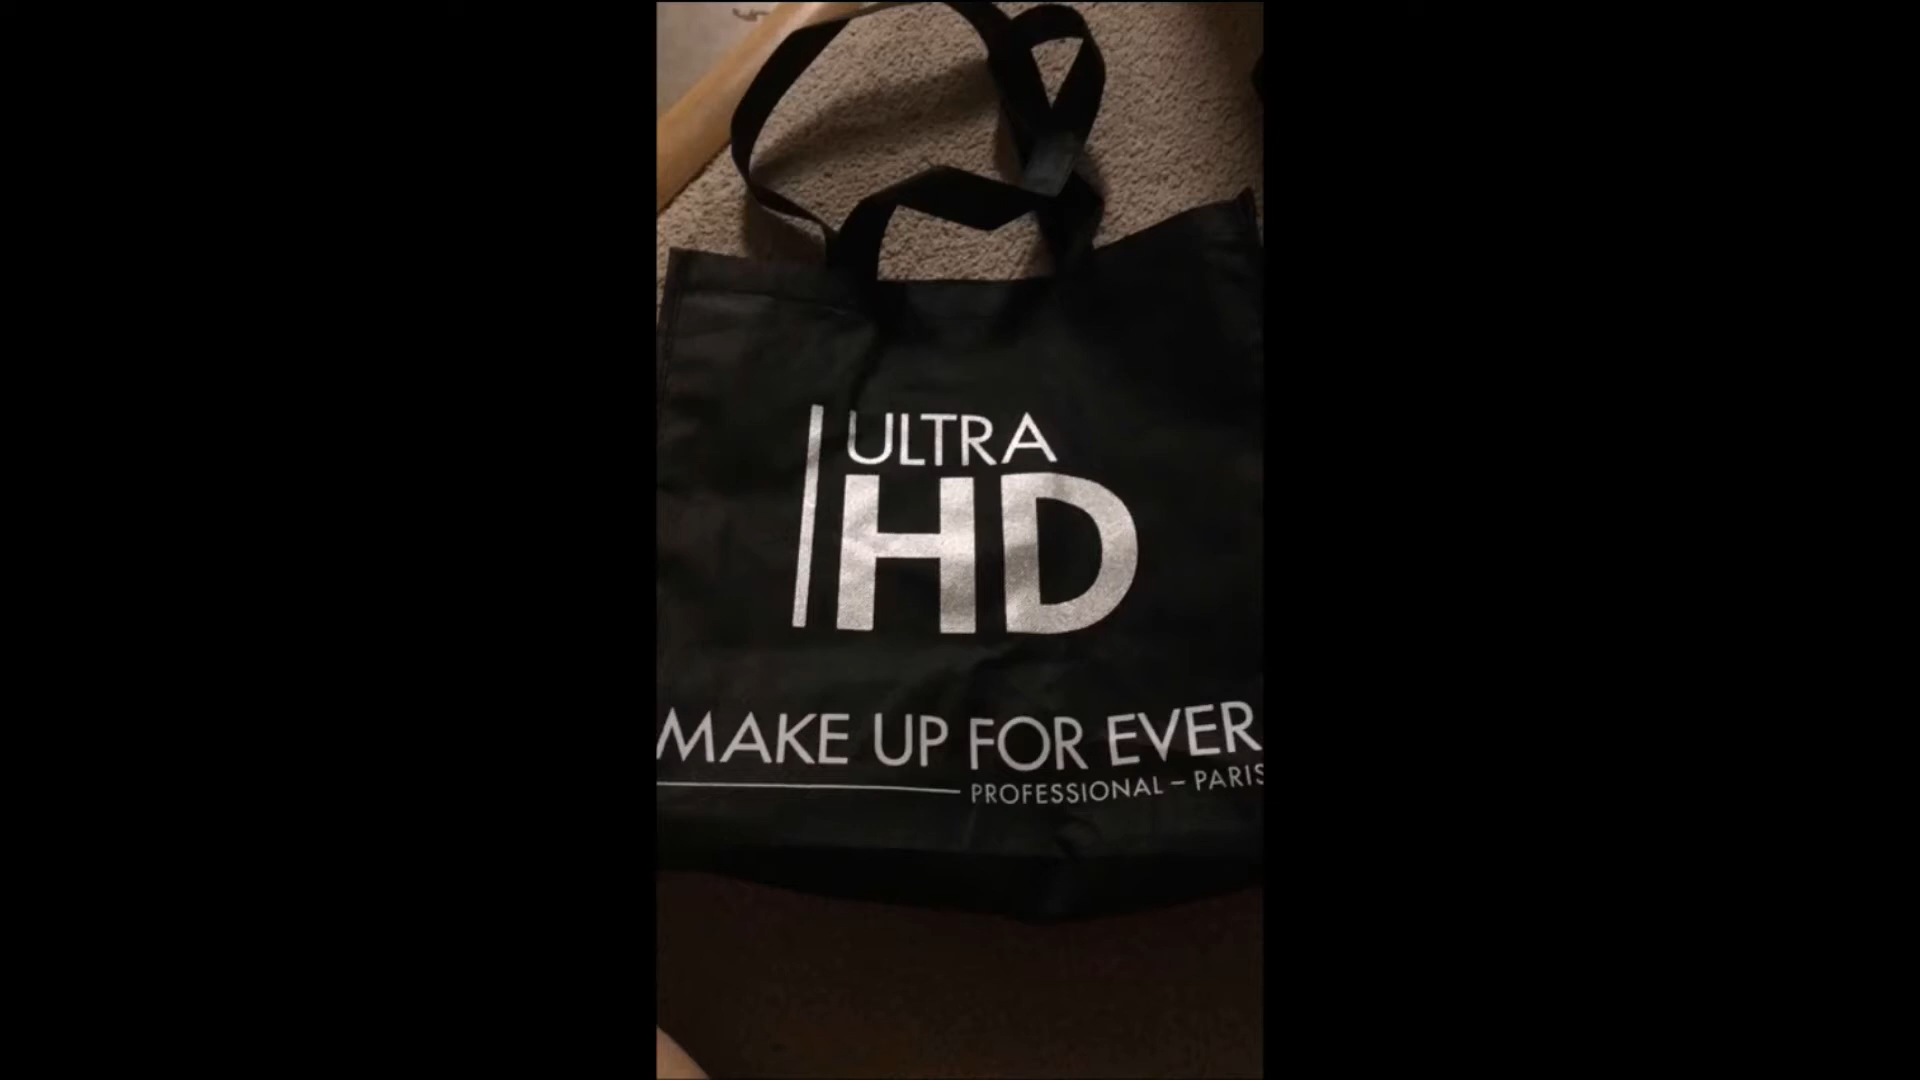 ULTRA
HD
MAKE UP FOR EVER
PROFESSIONAL – PARIS